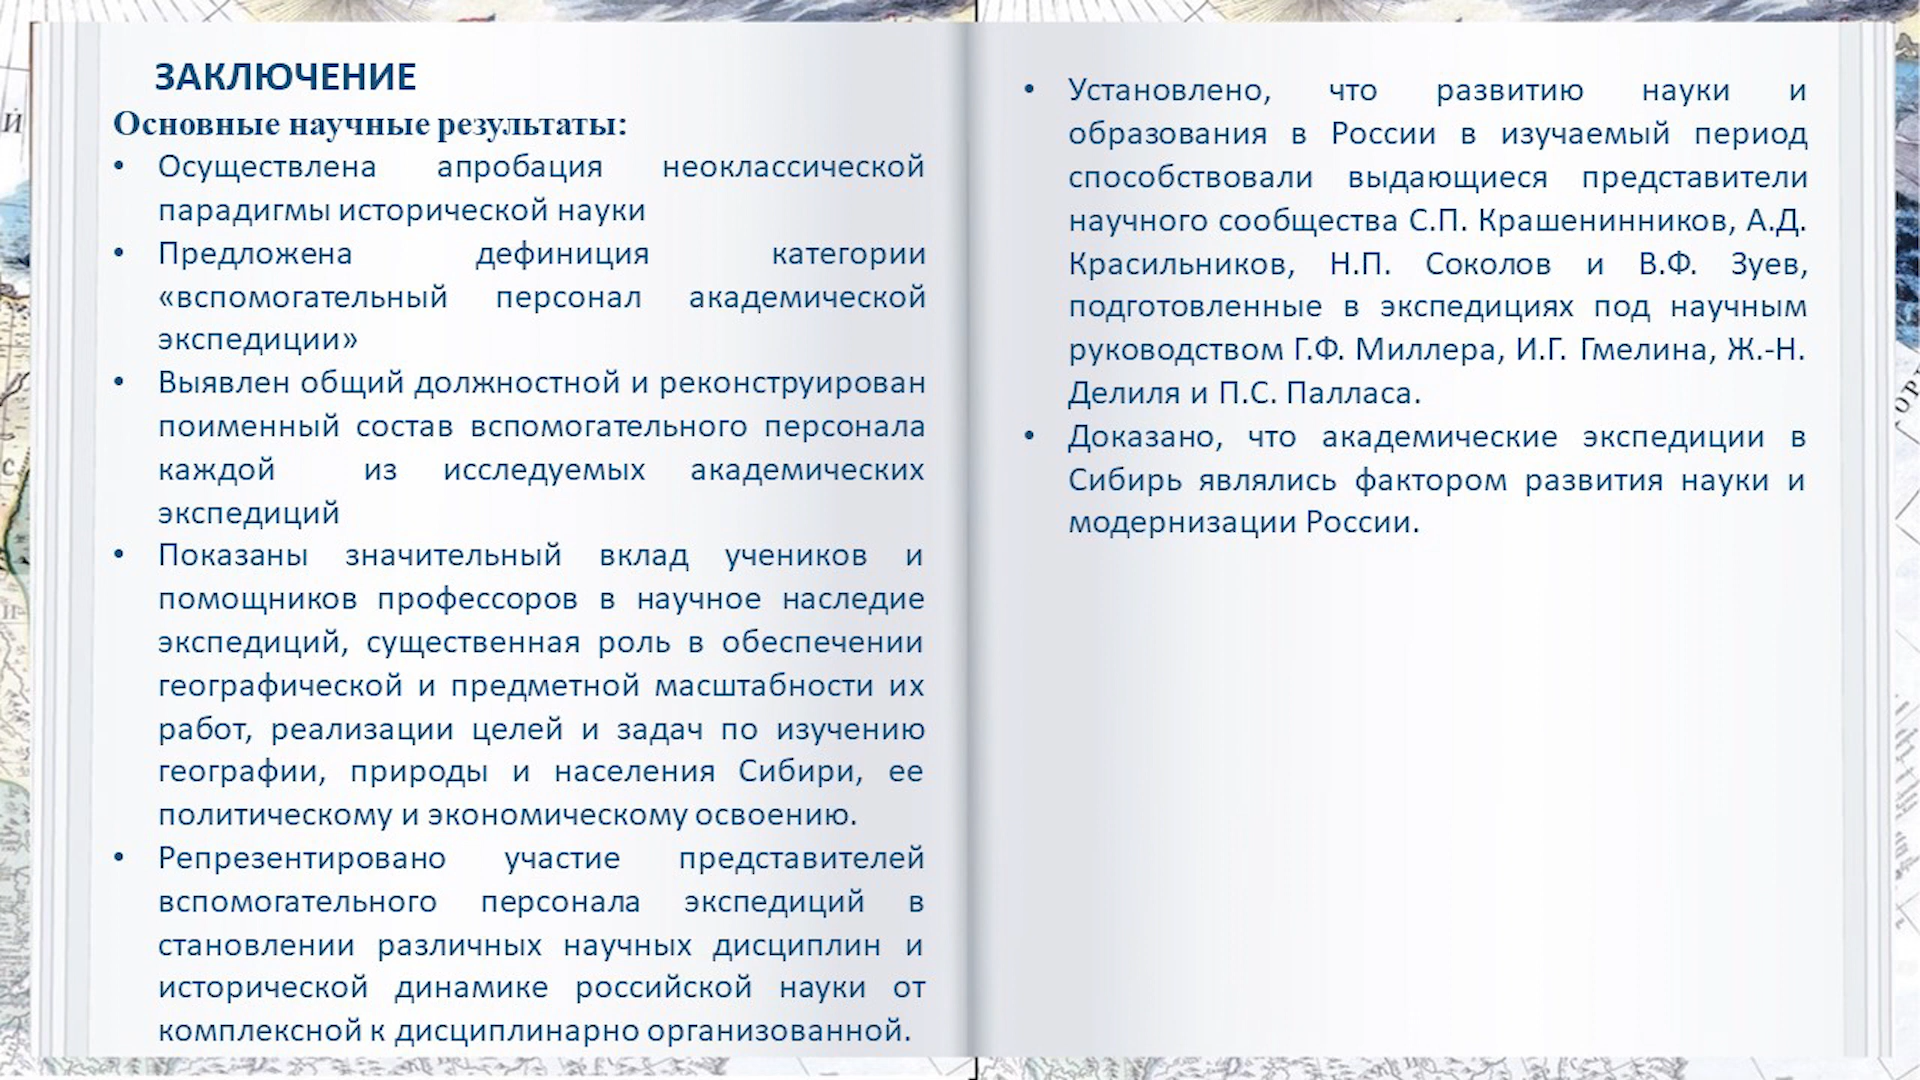 ЗАКЛЮЧЕНИЕ
Основные научные результаты:
• Осуществлена апробация неоклассической
парадигмы исторической науки
• Предложена дефиниция категории
«вспомогательный персонал академической
экспедиции»
• Выявлен общий должностной и реконструирован
поименный состав вспомогательного персонала
каждой из исследуемых академических
экспедиций
• Показаны значительный вклад учеников и
помощников профессоров в научное наследие
экспедиций, существенная роль в обеспечении
географической и предметной масштабности их
работ, реализации целей и задач по изучению
географии, природы и населения Сибири, ее
политическому и экономическому освоению.
• Репрезентировано участие представителей
вспомогательного персонала экспедиций в
становлении различных научных дисциплин и
исторической динамике российской науки от
комплексной к дисциплинарно организованной.
• Установлено, что развитию науки и
образования в России в изучаемый период
способствовали выдающиеся представители
научного сообщества С.П. Крашенинников, А.Д.
Красильников, Н.П. Соколов и В.Ф. Зуев,
подготовленные в экспедициях под научным
руководством Г.Ф. Миллера, И.Г. Гмелина, Ж.-Н.
Делиля и П.С. Палласа.
• Доказано, что академические экспедиции в
Сибирь являлись фактором развития науки и
модернизации России.